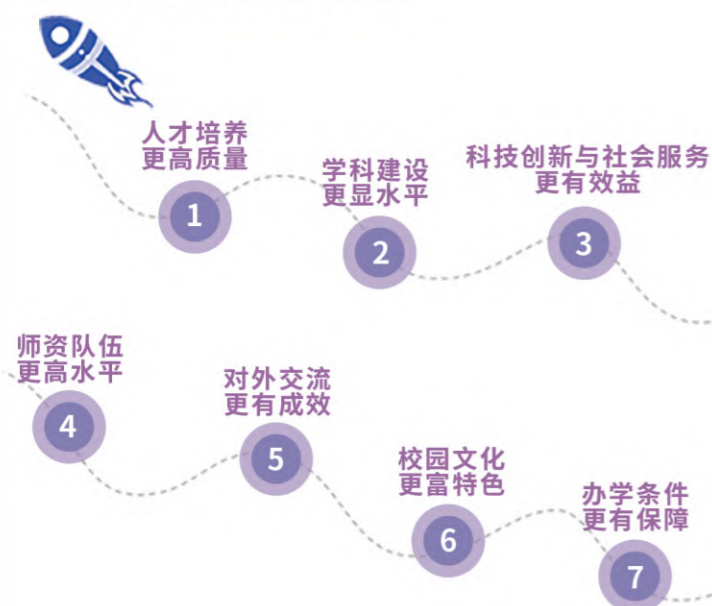 人才培养
更高质量
1
学科建设
更显水平
2
科技创新与社会服务
更有效益
3
师资队伍
更高水平
4
对外交流
更有成效
5
校园文化
更富特色
6
办学条件
更有保障
7